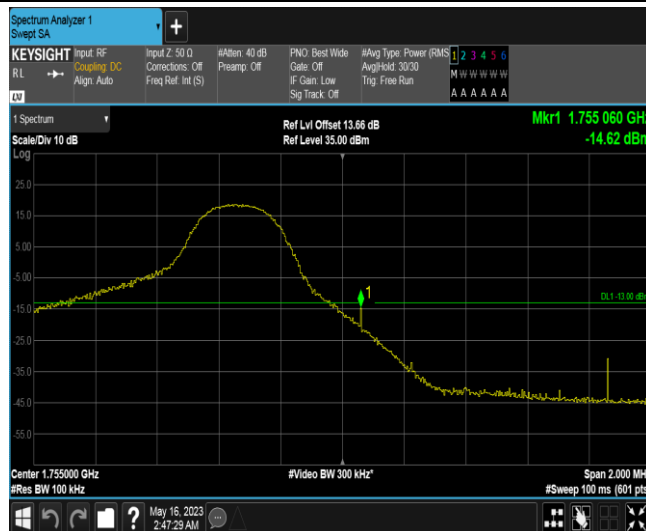 Spectrum Analyzer 1
Swept SA
+
KEYSIGHT
RL
Input: RF
Coupling: DC
Align: Auto
Input Z: 50 Ω
Corrections: Off
Freq Ref: Int (S)
#Atten: 40 dB
Preamp: Off
PNO: Best Wide
Gate: Off
IF Gain: Low
Sig Track: Off
#Avg Type: Power (RMS
Avg|Hold: 30/30
Trig: Free Run
1 2 3 4 5 6
M W W W W W
A A A A A A
LXI
1 Spectrum
Scale/Div 10 dB
Ref Lvl Offset 13.66 dB
Ref Level 35.00 dBm
Mkr1 1.755 060 GHz
-14.62 dBm
Log
25.0
15.0
5.00
-5.00
1
DL1 -13.00 dBr
-15.0
-25.0
-35.0
-45.0
-55.0
Center 1.755000 GHz
#Video BW 300 kHz*
Span 2.000 MH
#Res BW 100 kHz
#Sweep 100 ms (601 pts
?
May 16, 2023
2:47:29 AM